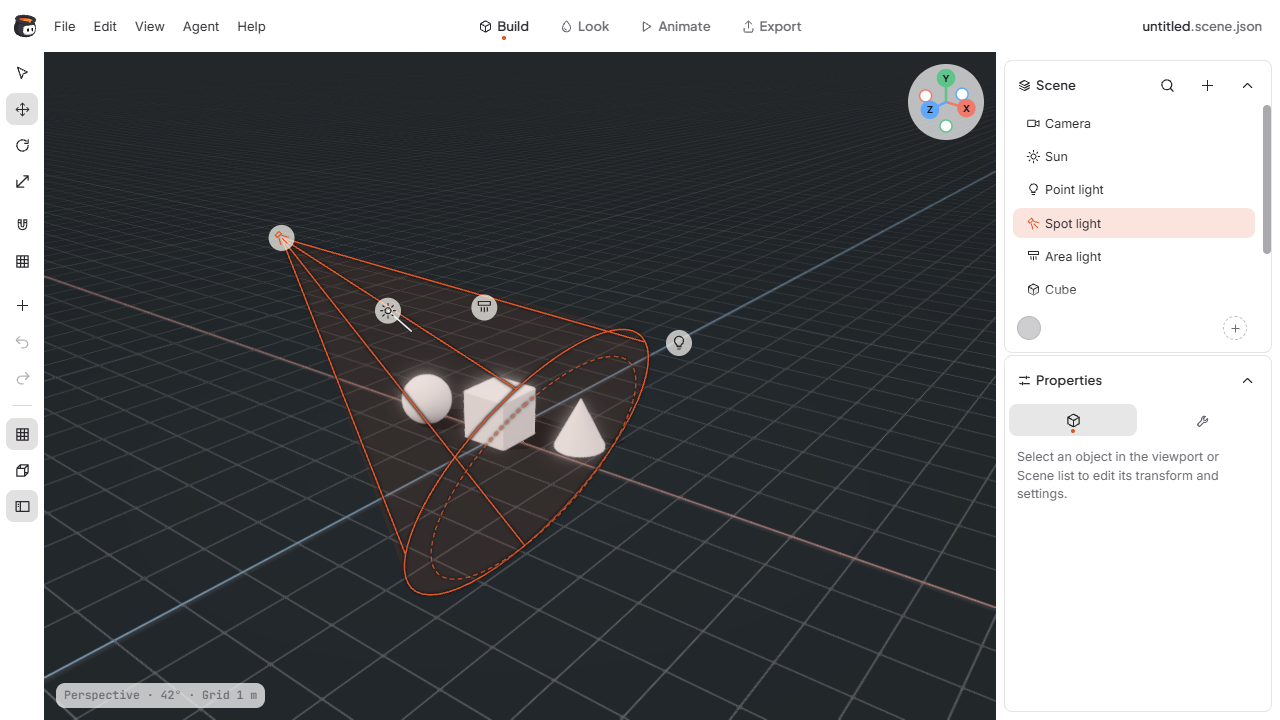 File Edit View Agent Help
Build Look Animate Export
untitled.scene.json
Y
Z X
Scene
Camera
Sun
Point light
Spot light
Area light
Cube
Properties
Select an object in the viewport or
Scene list to edit its transform and
settings.
Perspective · 42° · Grid 1 m